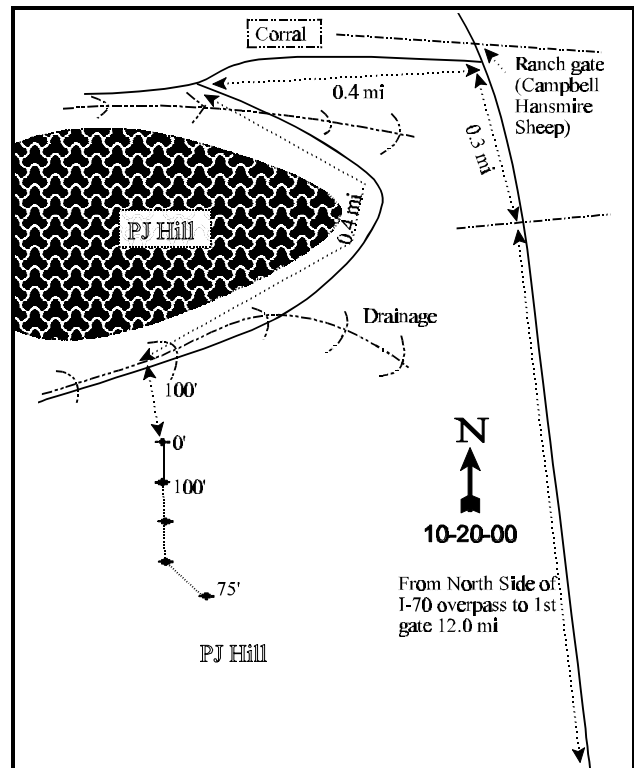 Corral
Ranch gate
(Campbell
Hansmire
Sheep)
0.4 mi
0.3 mi
PJ Hill
0.4 mi
Drainage
100'
0'
100'
N
10-20-00
75'
From North Side of
I-70 overpass to 1st
gate 12.0 mi
PJ Hill